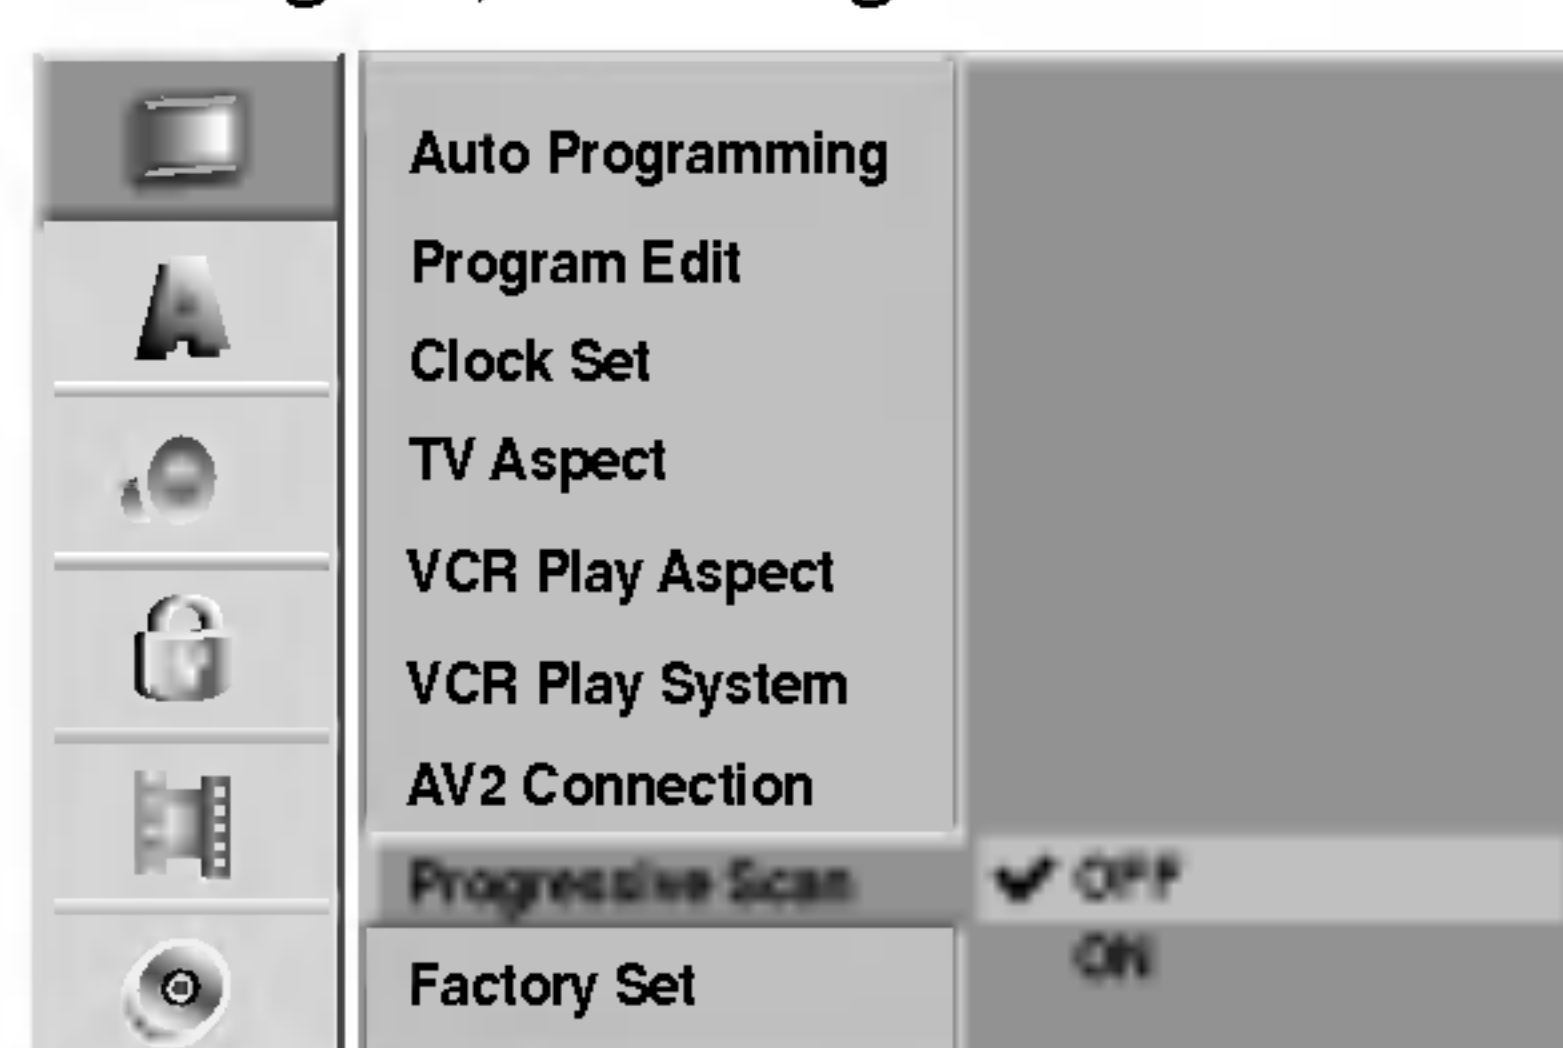 Auto Programming
Program Edit
Clock Set
TV Aspect
VCR Play Aspect
VCR Play System
AV2 Connection
Progressive Scan ✔ OFF
ON
Factory Set